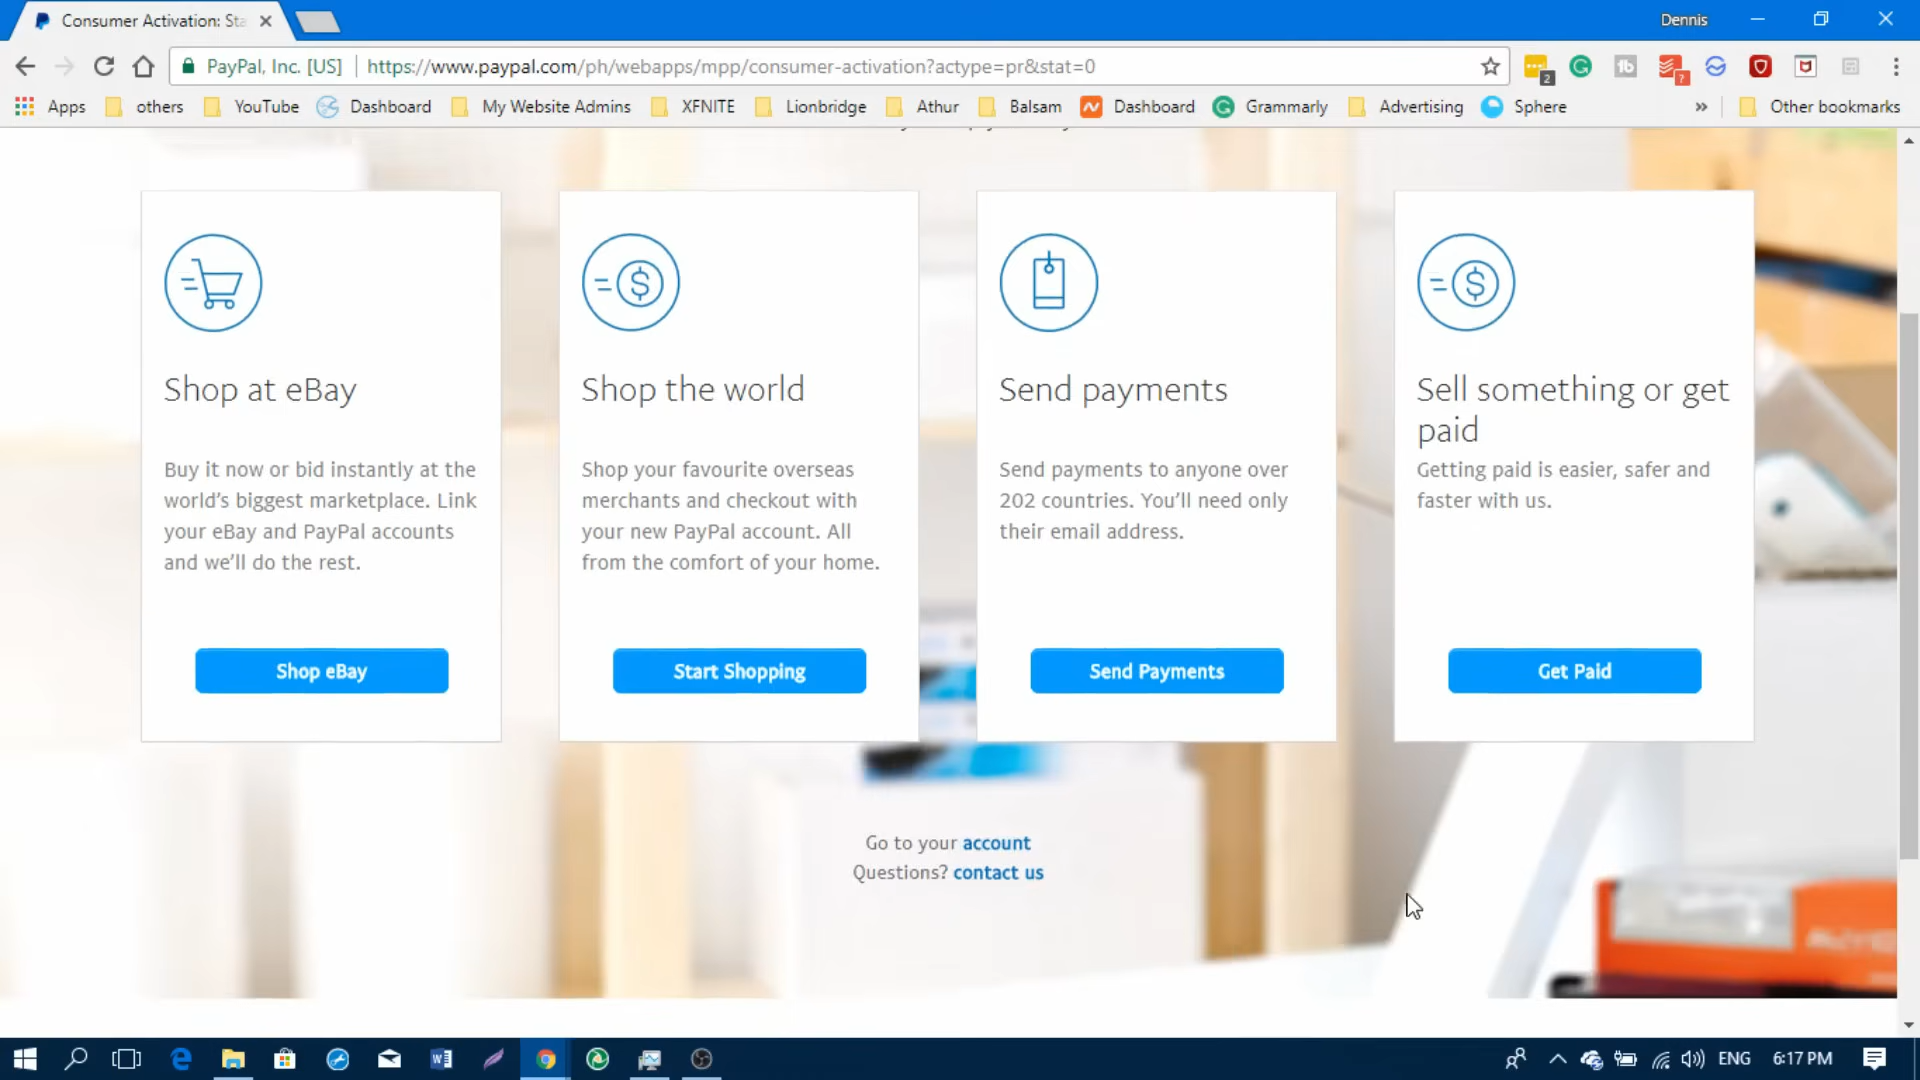 Consumer Activation: Sta
Dennis
PayPal, Inc. [US]
https://www.paypal.com/ph/webapps/mpp/consumer-activation?actype=pr&stat=0
2
?
Apps
others
YouTube
Dashboard
My Website Admins
XFNITE
Lionbridge
Athur
Balsam
Dashboard
Grammarly
Advertising
Sphere
»
Other bookmarks
Shop at eBay
Buy it now or bid instantly at the
world's biggest marketplace. Link
your eBay and PayPal accounts
and we'll do the rest.
Shop eBay
Shop the world
Shop your favourite overseas
merchants and checkout with
your new PayPal account. All
from the comfort of your home.
Start Shopping
Send payments
Send payments to anyone over
202 countries. You'll need only
their email address.
Send Payments
Sell something or get
paid
Getting paid is easier, safer and
faster with us.
Get Paid
Go to your account
Questions? contact us
ENG
6:17 PM